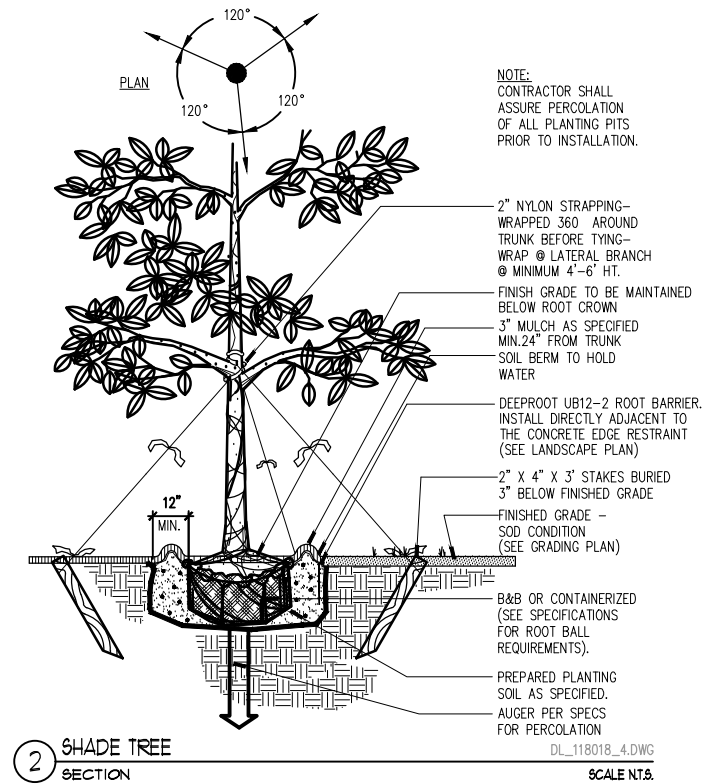 120°
PLAN
120°
120°
NOTE:
CONTRACTOR SHALL
ASSURE PERCOLATION
OF ALL PLANTING PITS
PRIOR TO INSTALLATION.
2" NYLON STRAPPING-
WRAPPED 360 AROUND
TRUNK BEFORE TYING-
WRAP @ LATERAL BRANCH
@ MINIMUM 4'-6' HT.
FINISH GRADE TO BE MAINTAINED
BELOW ROOT CROWN
3" MULCH AS SPECIFIED
MIN.24" FROM TRUNK
SOIL BERM TO HOLD
WATER
DEEPROOT UB12-2 ROOT BARRIER.
INSTALL DIRECTLY ADJACENT TO
THE CONCRETE EDGE RESTRAINT
(SEE LANDSCAPE PLAN)
2" X 4" X 3' STAKES BURIED
3" BELOW FINISHED GRADE
12"
MIN.
FINISHED GRADE -
SOD CONDITION
(SEE GRADING PLAN)
B&B OR CONTAINERIZED
(SEE SPECIFICATIONS
FOR ROOT BALL
REQUIREMENTS).
PREPARED PLANTING
SOIL AS SPECIFIED.
AUGER PER SPECS
FOR PERCOLATION
DL_118018_4.DWG
2 SHADE TREE
SECTION
SCALE N.T.S.